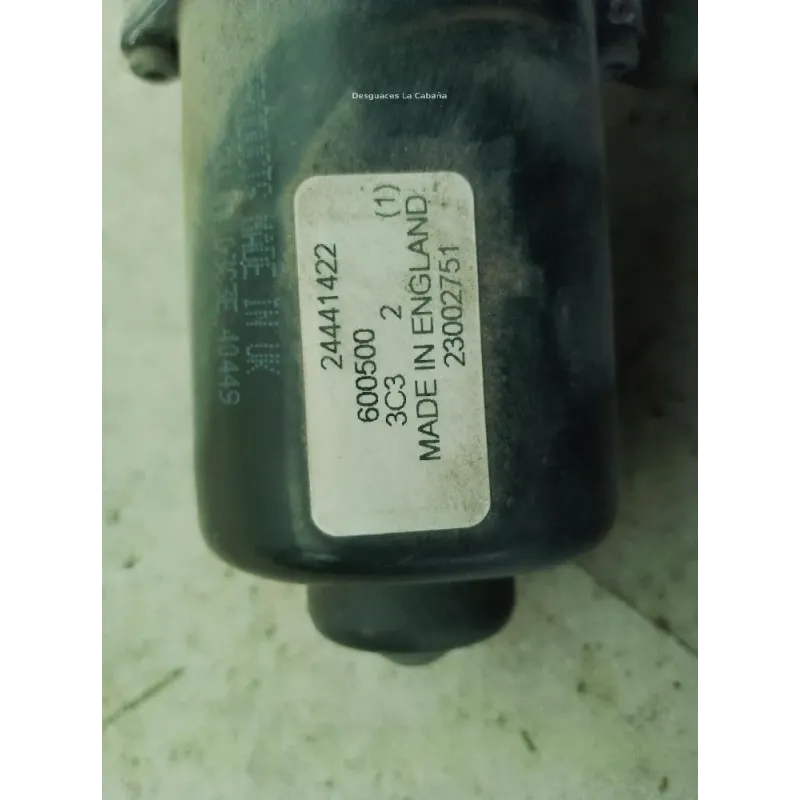 Desguaces La Cabaña
24441422
600500
3C3 2 (1)
MADE IN ENGLAND
23002751
MADE IN UK
40449